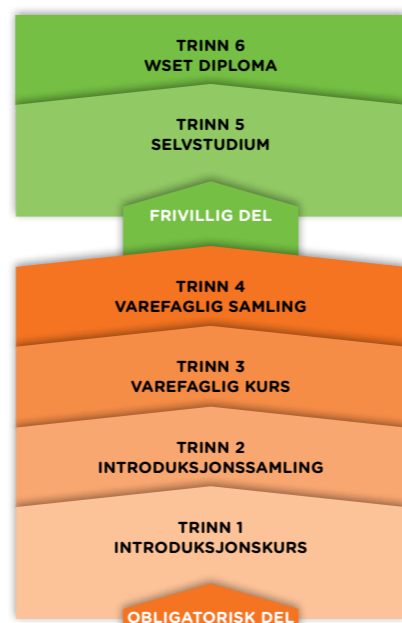 TRINN 6
WSET DIPLOMA
TRINN 5
SELVSTUDIUM
FRIVILLIG DEL
TRINN 4
VAREFAGLIG SAMLING
TRINN 3
VAREFAGLIG KURS
TRINN 2
INTRODUKSJONSSAMLING
TRINN 1
INTRODUKSJONSKURS
OBLIGATORISK DEL